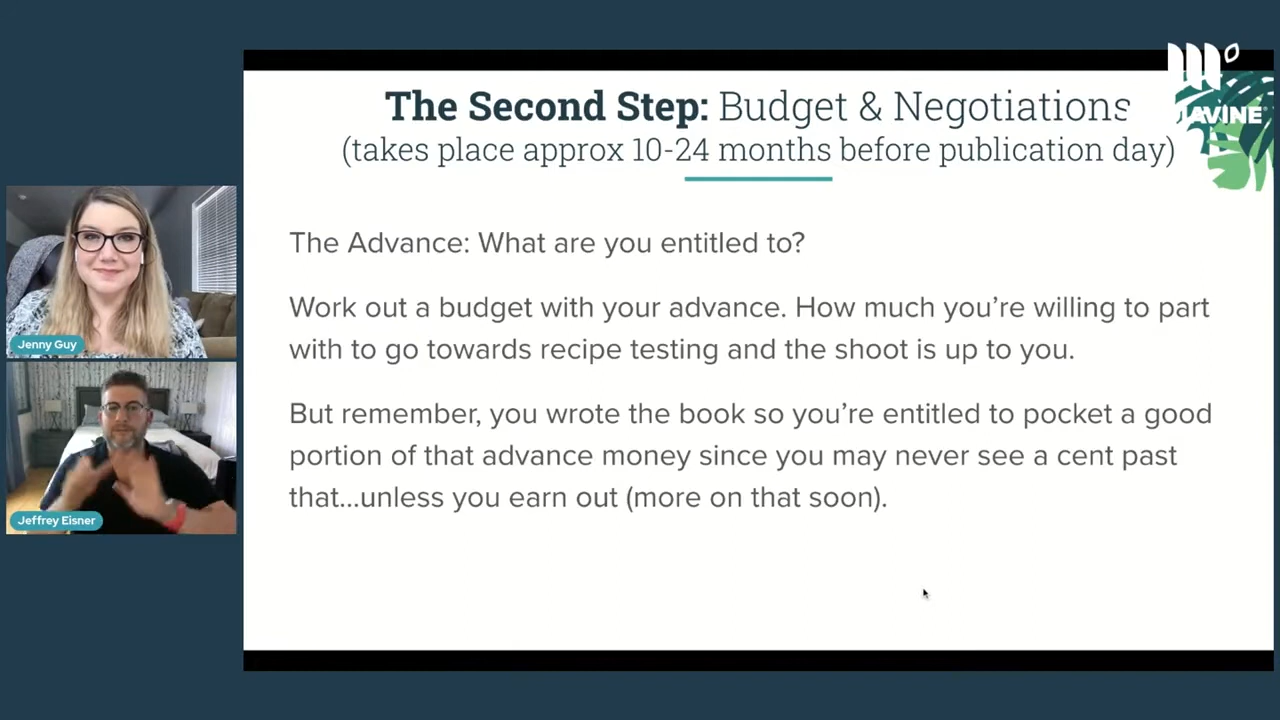 The Second Step: Budget & Negotiations
(takes place approx 10-24 months before publication day)
AVINE
The Advance: What are you entitled to?
Work out a budget with your advance. How much you’re willing to part
with to go towards recipe testing and the shoot is up to you.
But remember, you wrote the book so you’re entitled to pocket a good
portion of that advance money since you may never see a cent past
that...unless you earn out (more on that soon).
Jenny Guy
Jeffrey Eisner